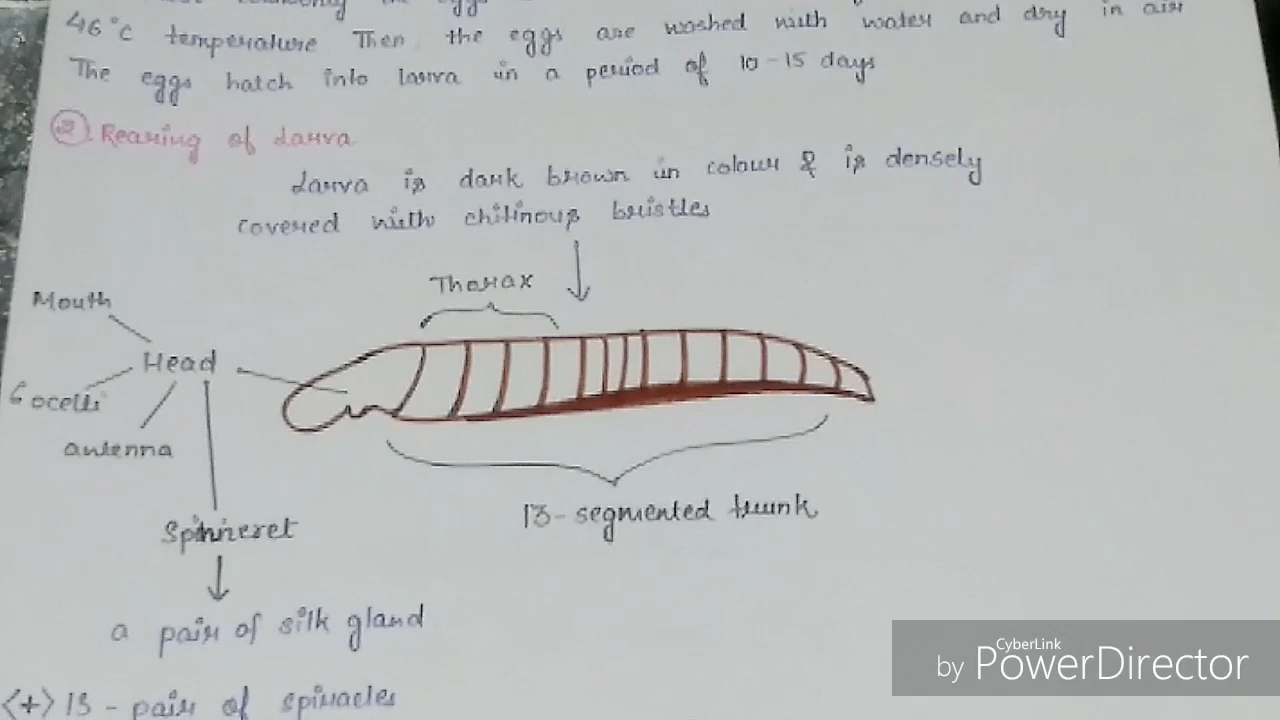 the eggs
46°c temperature Then the eggs are washed with water and dry in air
The eggs hatch into larva in a period of 10-15 days
2. Rearing of Larva
Larva is dark brown in colour & is densely
covered with chitinous bristles
Thorax
Mouth
Head
6 ocelli
antenna
13-segmented trunk
Spinneret
a pair of silk gland
<+> 13 - pair of spiracles
CyberLink
by PowerDirector